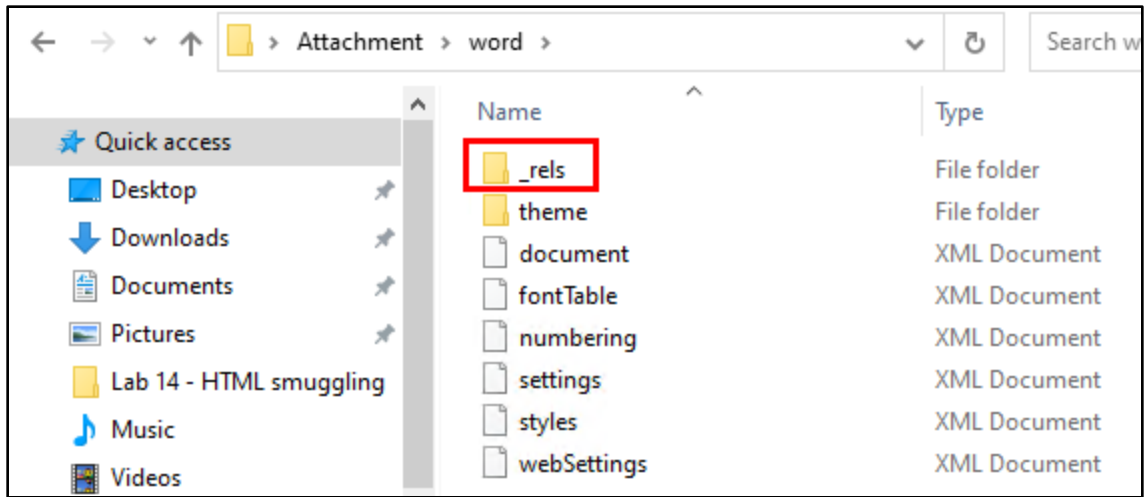 Attachment > word >
Search w
Name
Type
Quick access
Desktop
Downloads
Documents
Pictures
Lab 14 - HTML smuggling
Music
Videos
_rels File folder
theme File folder
document XML Document
fontTable XML Document
numbering XML Document
settings XML Document
styles XML Document
webSettings XML Document